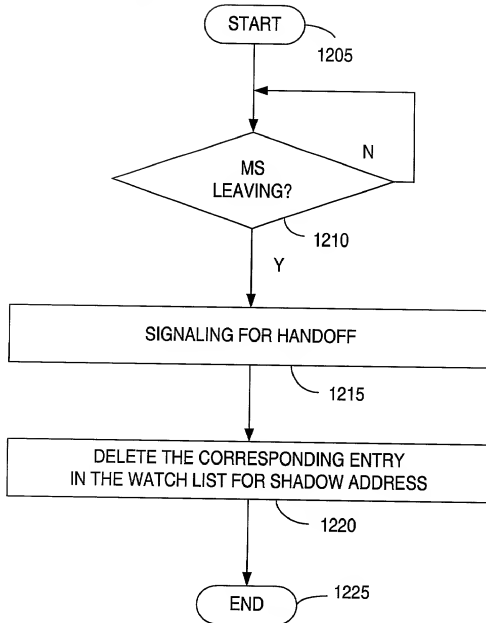 START
1205
N
MS
LEAVING?
1210
Y
SIGNALING FOR HANDOFF
1215
DELETE THE CORRESPONDING ENTRY
IN THE WATCH LIST FOR SHADOW ADDRESS
1220
END
1225